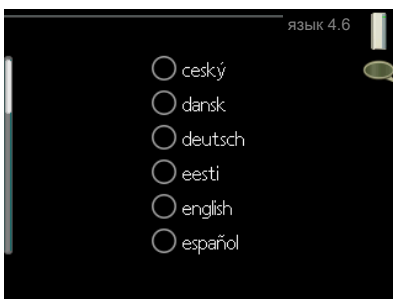 язык 4.6
ceský
dansk
deutsch
eesti
english
español